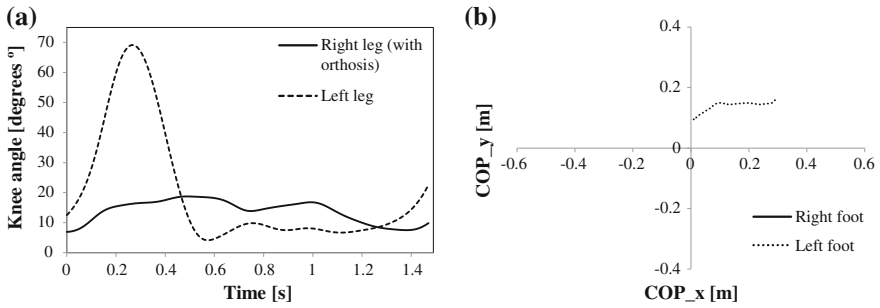 (a)
Knee angle [degrees º]
70
60
50
40
30
20
10
0
0 0.2 0.4 0.6 0.8 1 1.2 1.4
Time [s]
Right leg (with
orthosis)
Left leg
(b)
COP_y [m]
0.4
0.2
0
-0.2
-0.4
-0.6 -0.4 -0.2 0 0.2 0.4 0.6
Right foot
Left foot
COP_x [m]